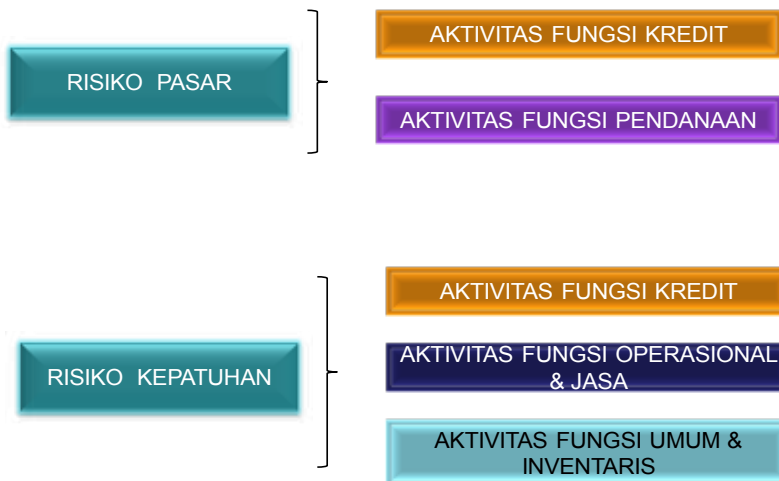 RISIKO PASAR
AKTIVITAS FUNGSI KREDIT
AKTIVITAS FUNGSI PENDANAAN
RISIKO KEPATUHAN
AKTIVITAS FUNGSI KREDIT
AKTIVITAS FUNGSI OPERASIONAL
& JASA
AKTIVITAS FUNGSI UMUM &
INVENTARIS